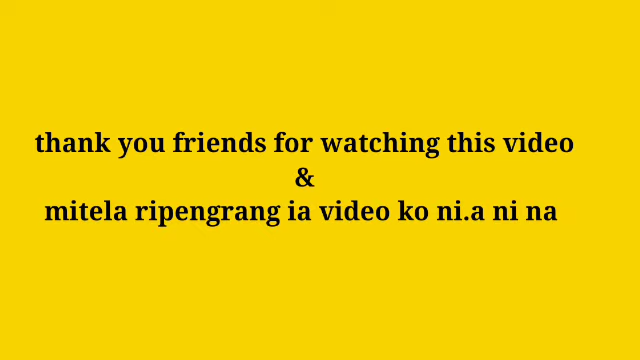 thank you friends for watching this video
&
mitela ripengrang ia video ko ni.a ni na